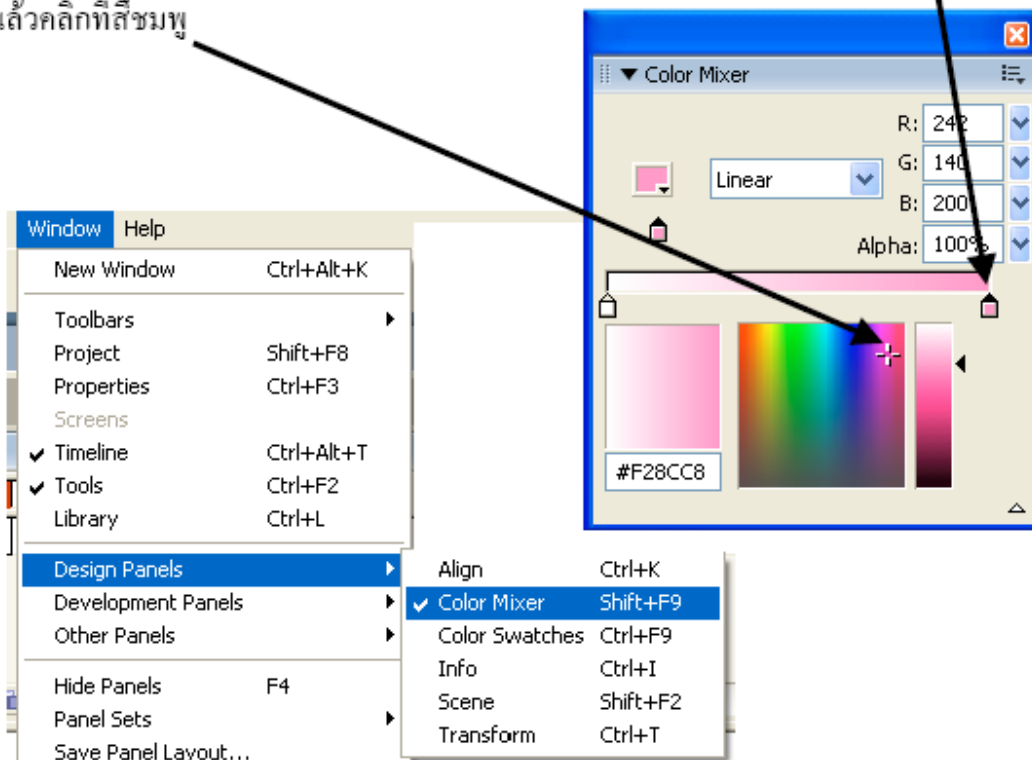 แล้วคลิกที่สีชมพู
Color Mixer
R: 242
G: 140
Linear
B: 200
Alpha: 100%
#F28CC8
Window Help
New Window Ctrl+Alt+K
Toolbars
Project Shift+F8
Properties Ctrl+F3
Screens
Timeline Ctrl+Alt+T
Tools Ctrl+F2
Library Ctrl+L
Design Panels
Development Panels
Other Panels
Hide Panels F4
Panel Sets
Save Panel Layout...
Align Ctrl+K
Color Mixer Shift+F9
Color Swatches Ctrl+F9
Info Ctrl+I
Scene Shift+F2
Transform Ctrl+T